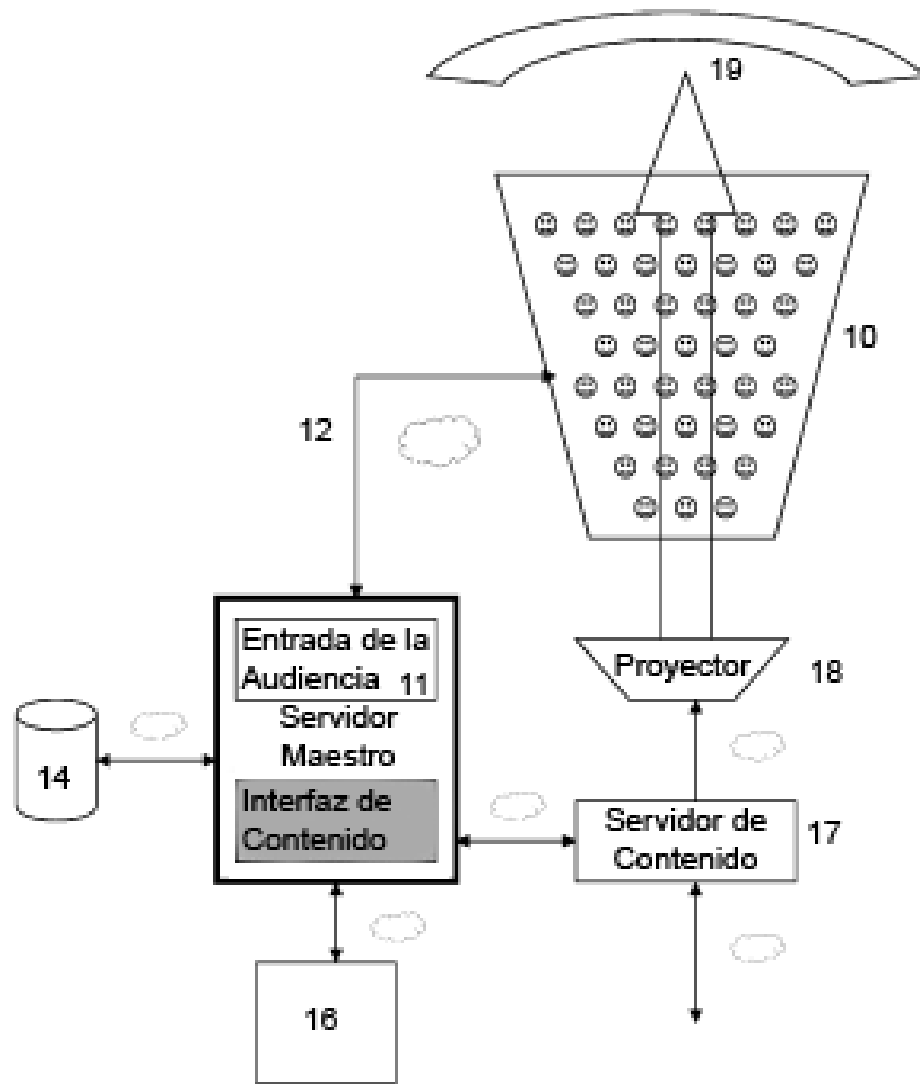 19
10
12
Entrada de la
Audiencia 11
Servidor
Maestro
Interfaz de
Contenido
Proyector
18
14
Servidor de
Contenido
17
16